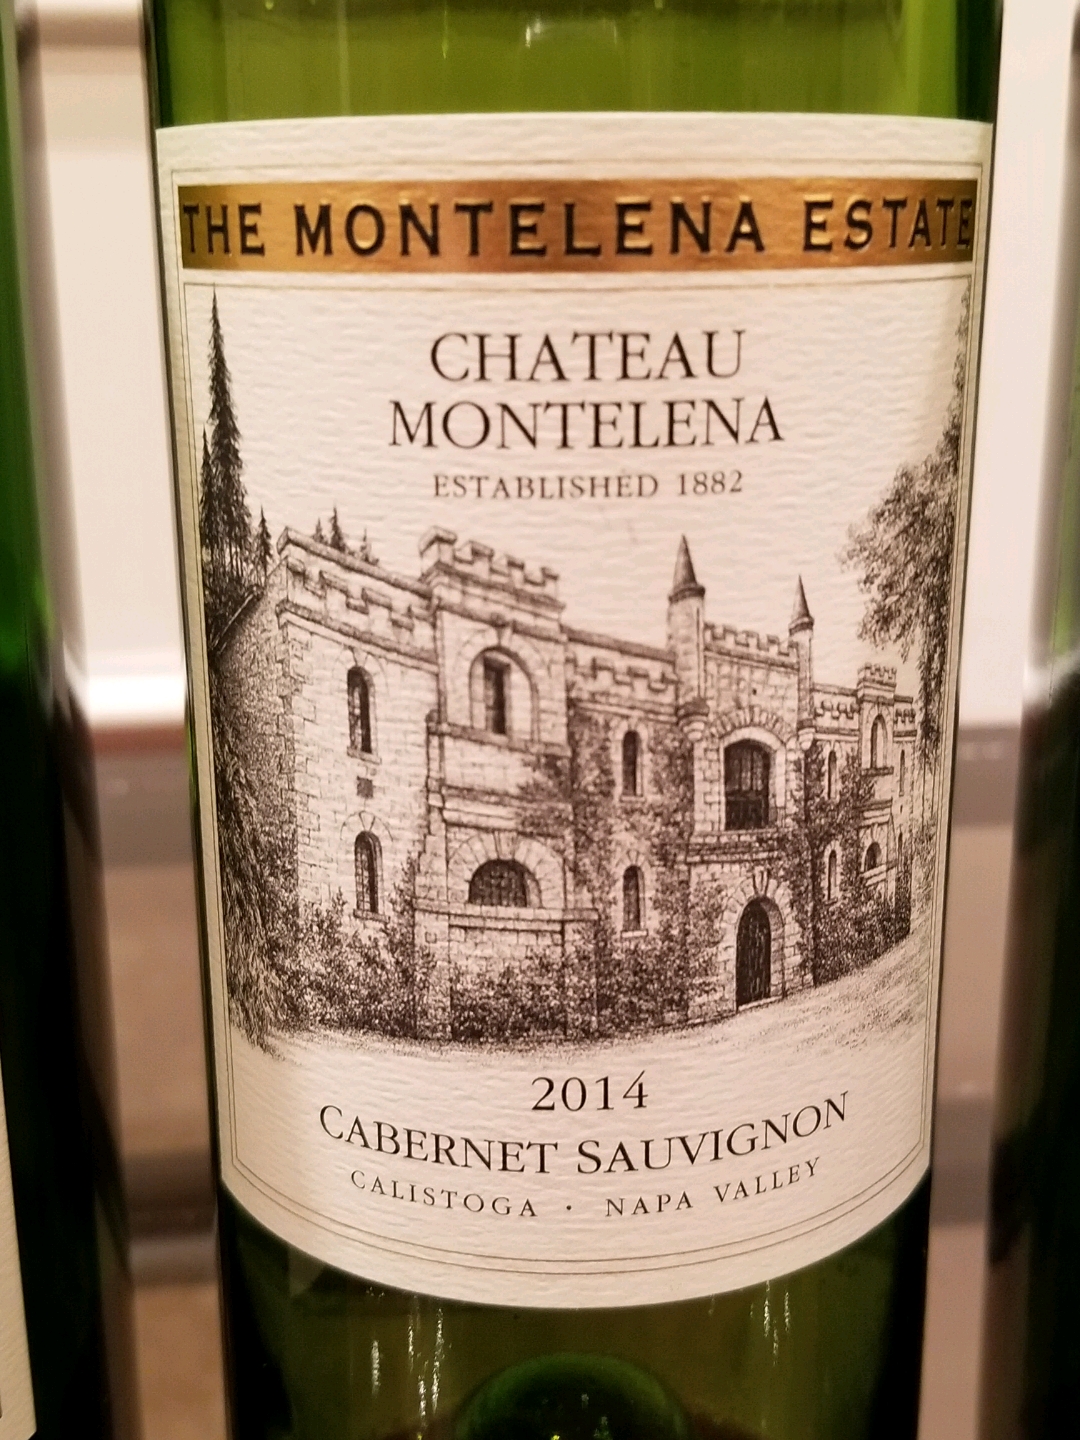 THE MONTELENA ESTATE
CHATEAU
MONTELENA
ESTABLISHED 1882
2014
CABERNET SAUVIGNON
CALISTOGA · NAPA VALLEY